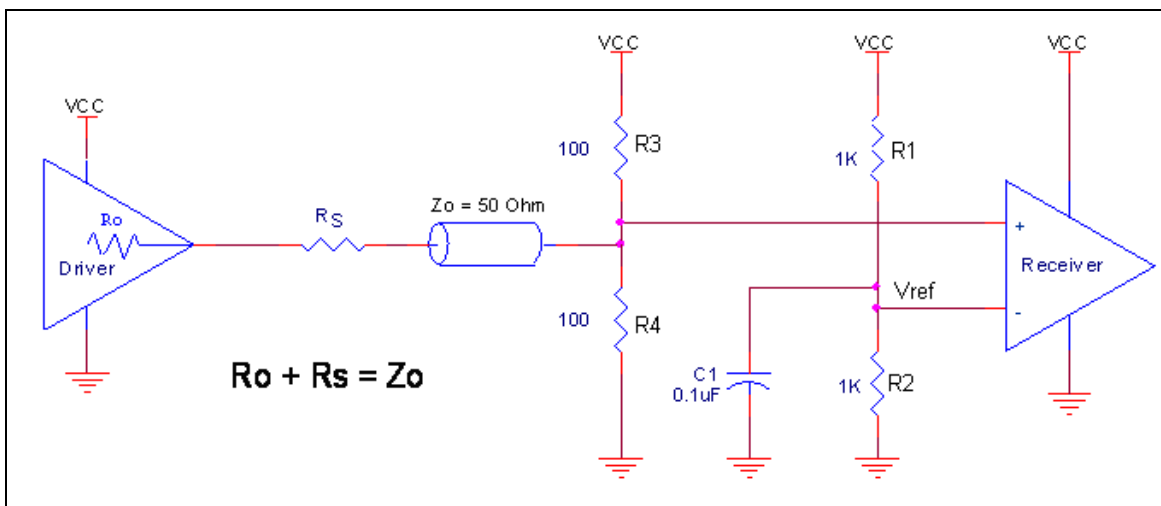 VCC
VCC
VCC
VCC
100
R3
1K
R1
Ro
Driver
RS
Zo = 50 Ohm
+
Receiver
Vref
-
100
R4
Ro + Rs = Zo
C1
0.1uF
1K
R2